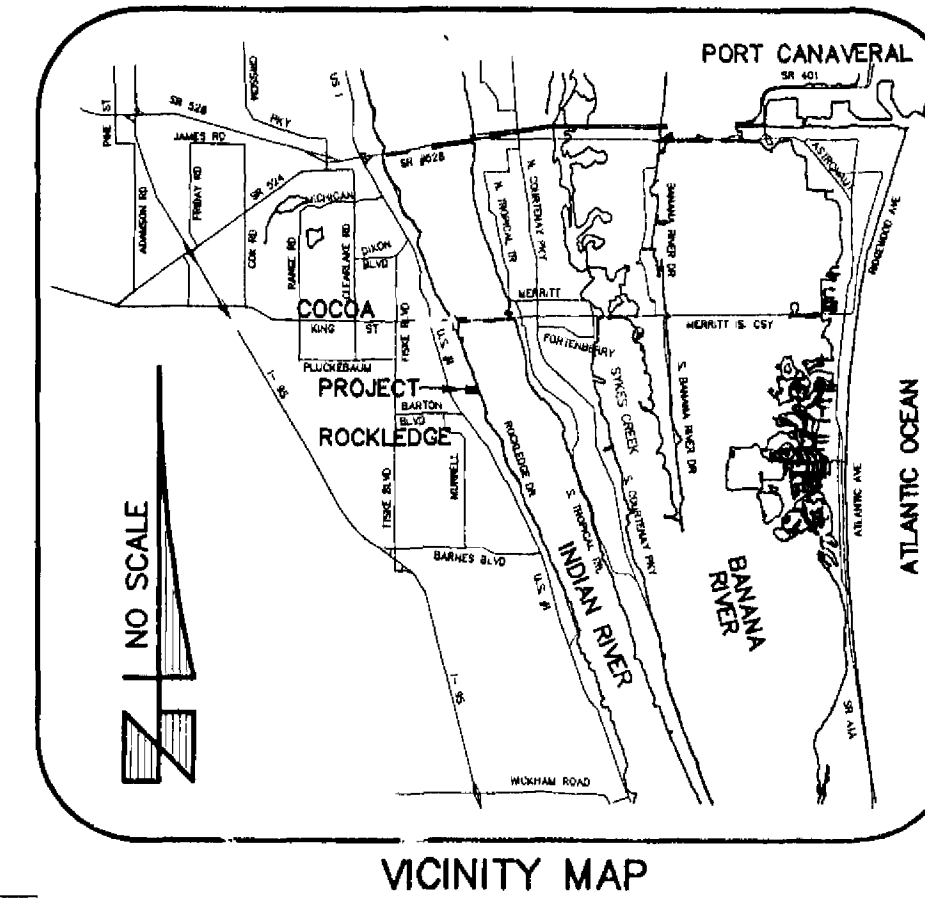 PORT CANAVERAL
SR 401
GRISSOM
PKY
US 1
PINE ST
SR 528
JAMES RD
SR #528
N. TROPICAL TR
N. COURTENAY PKY
BANANA RIVER DR
ASTRONAUT
RIDGEWOOD AVE
ADAMSON RD
FRIDAY RD
COX RD
SR 524
MICHIGAN
RANGE RD
CLEARLAKE RD
DIXON
BLVD
COCOA
KING ST
FISKE BLVD
U.S. #1
MERRITT
MERRITT IS. CSY
FORTENBERRY
PLUCKEBAUM
PROJECT
BARTON
BLVD
ROCKLEDGE
I-95
SYKES CREEK
S. BANANA RIVER DR
ROCKLEDGE DR
FISKE BLVD
MURRELL
S. TROPICAL TRL
S. COURTENAY PKY
ATLANTIC AVE
ATLANTIC OCEAN
BARNES BLVD
U.S. #1
INDIAN RIVER
BANANA
RIVER
NO SCALE
N
I-95
SR A1A
WICKHAM ROAD
VICINITY MAP